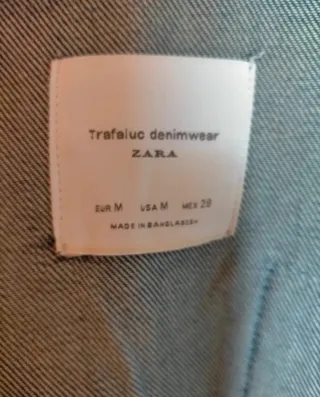 Trafaluc denimwear
ZARA
EUR M USA M MEX 28
MADE IN BANGLADESH